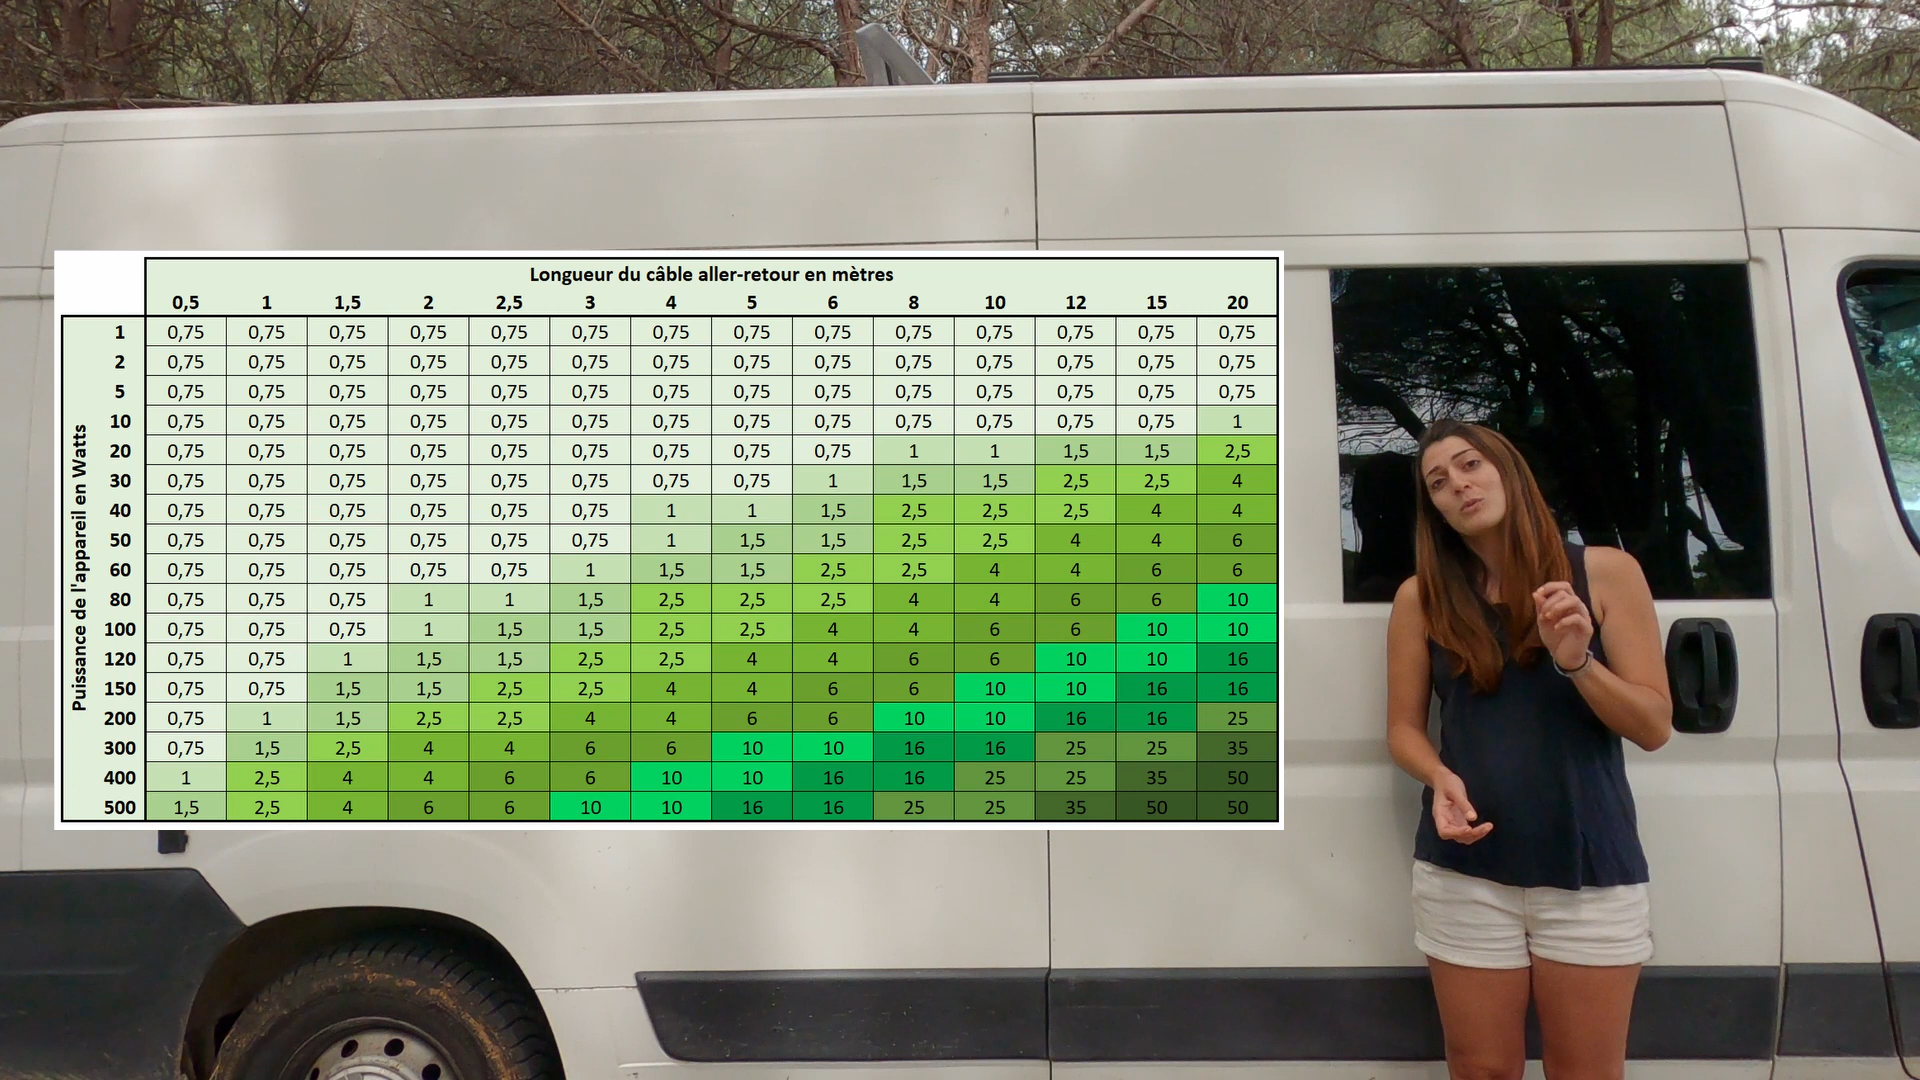 Longueur du câble aller-retour en mètres
0,5 1 1,5 2 2,5 3 4 5 6 8 10 12 15 20
Puissance de l'appareil en Watts
1 0,75 0,75 0,75 0,75 0,75 0,75 0,75 0,75 0,75 0,75 0,75 0,75 0,75 0,75
2 0,75 0,75 0,75 0,75 0,75 0,75 0,75 0,75 0,75 0,75 0,75 0,75 0,75 0,75
5 0,75 0,75 0,75 0,75 0,75 0,75 0,75 0,75 0,75 0,75 0,75 0,75 0,75 0,75
10 0,75 0,75 0,75 0,75 0,75 0,75 0,75 0,75 0,75 0,75 0,75 0,75 0,75 1
20 0,75 0,75 0,75 0,75 0,75 0,75 0,75 0,75 0,75 1 1 1,5 1,5 2,5
30 0,75 0,75 0,75 0,75 0,75 0,75 0,75 0,75 1 1,5 1,5 2,5 2,5 4
40 0,75 0,75 0,75 0,75 0,75 0,75 1 1 1,5 2,5 2,5 2,5 4 4
50 0,75 0,75 0,75 0,75 0,75 0,75 1 1,5 1,5 2,5 2,5 4 4 6
60 0,75 0,75 0,75 0,75 0,75 1 1,5 1,5 2,5 2,5 4 4 6 6
80 0,75 0,75 0,75 1 1 1,5 2,5 2,5 2,5 4 4 6 6 10
100 0,75 0,75 0,75 1 1,5 1,5 2,5 2,5 4 4 6 6 10 10
120 0,75 0,75 1 1,5 1,5 2,5 2,5 4 4 6 6 10 10 16
150 0,75 0,75 1,5 1,5 2,5 2,5 4 4 6 6 10 10 16 16
200 0,75 1 1,5 2,5 2,5 4 4 6 6 10 10 16 16 25
300 0,75 1,5 2,5 4 4 6 6 10 10 16 16 25 25 35
400 1 2,5 4 4 6 6 10 10 16 16 25 25 35 50
500 1,5 2,5 4 6 6 10 10 16 16 25 25 35 50 50